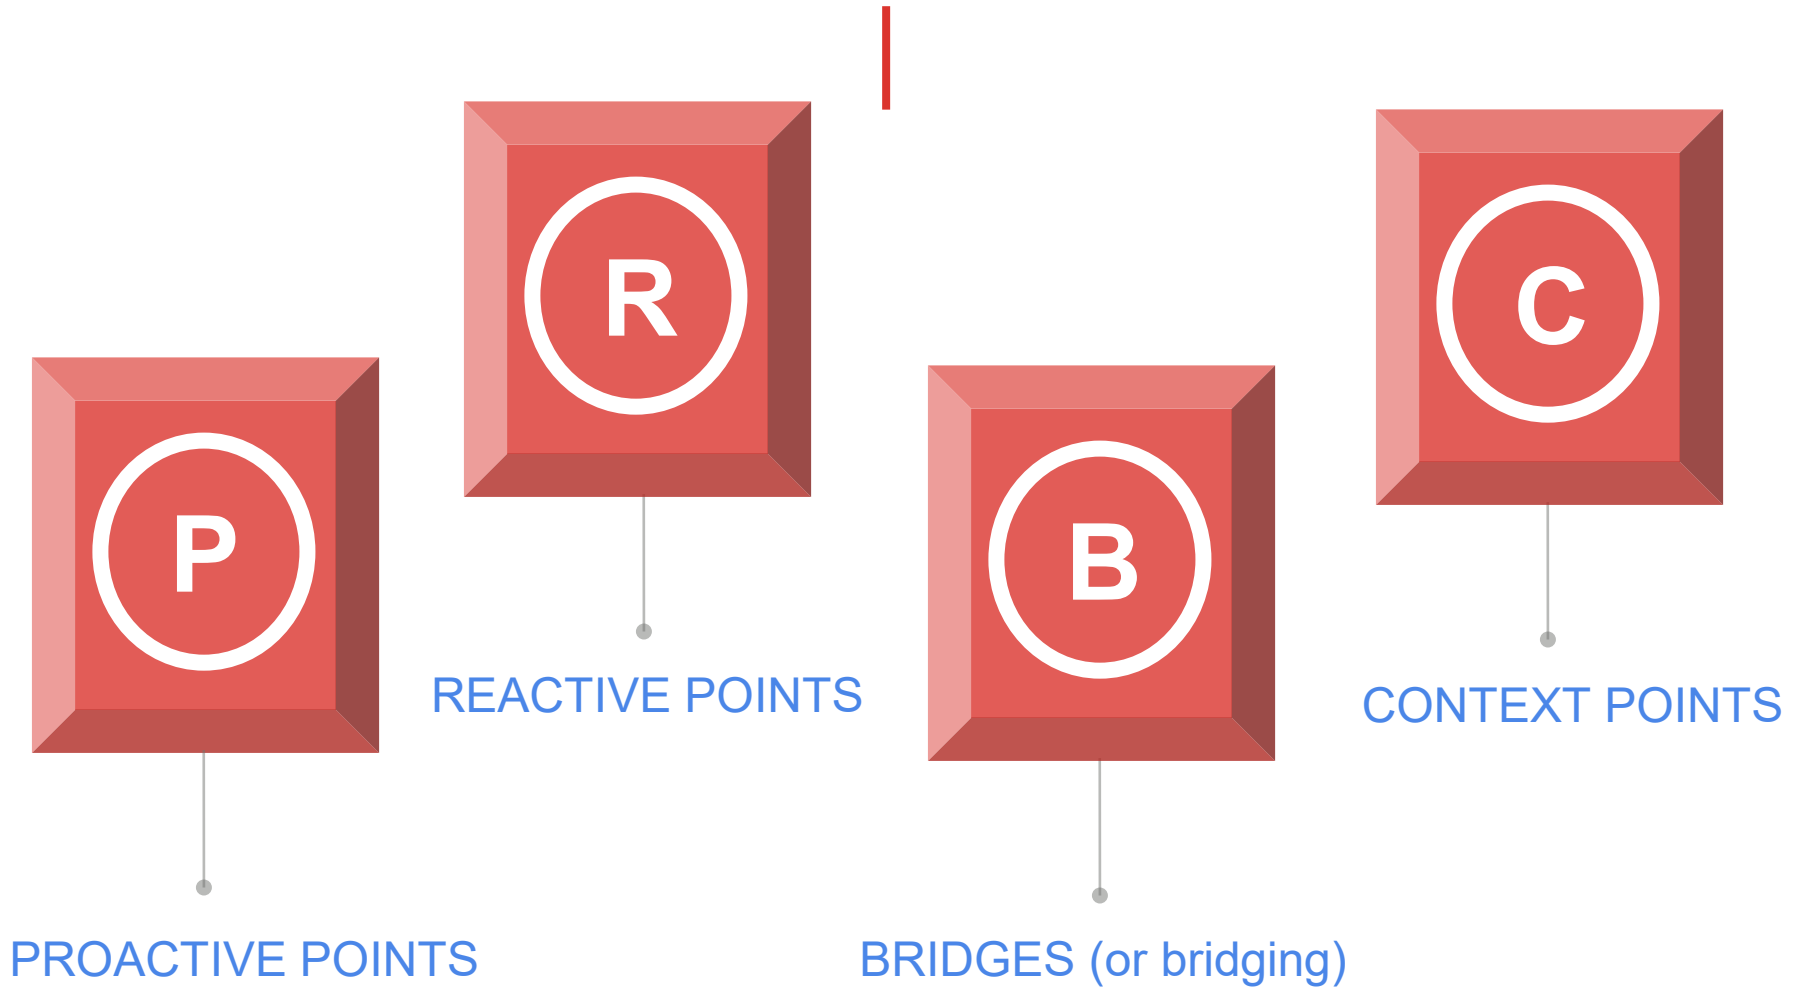 P
PROACTIVE POINTS
R
REACTIVE POINTS
B
BRIDGES (or bridging)
C
CONTEXT POINTS